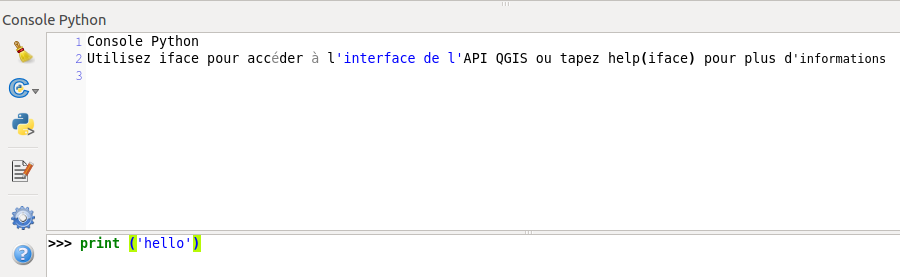 Console Python
1 Console Python
2 Utilisez iface pour accéder à l'interface de l'API QGIS ou tapez help(iface) pour plus d'informations
3
>>> print ('hello')